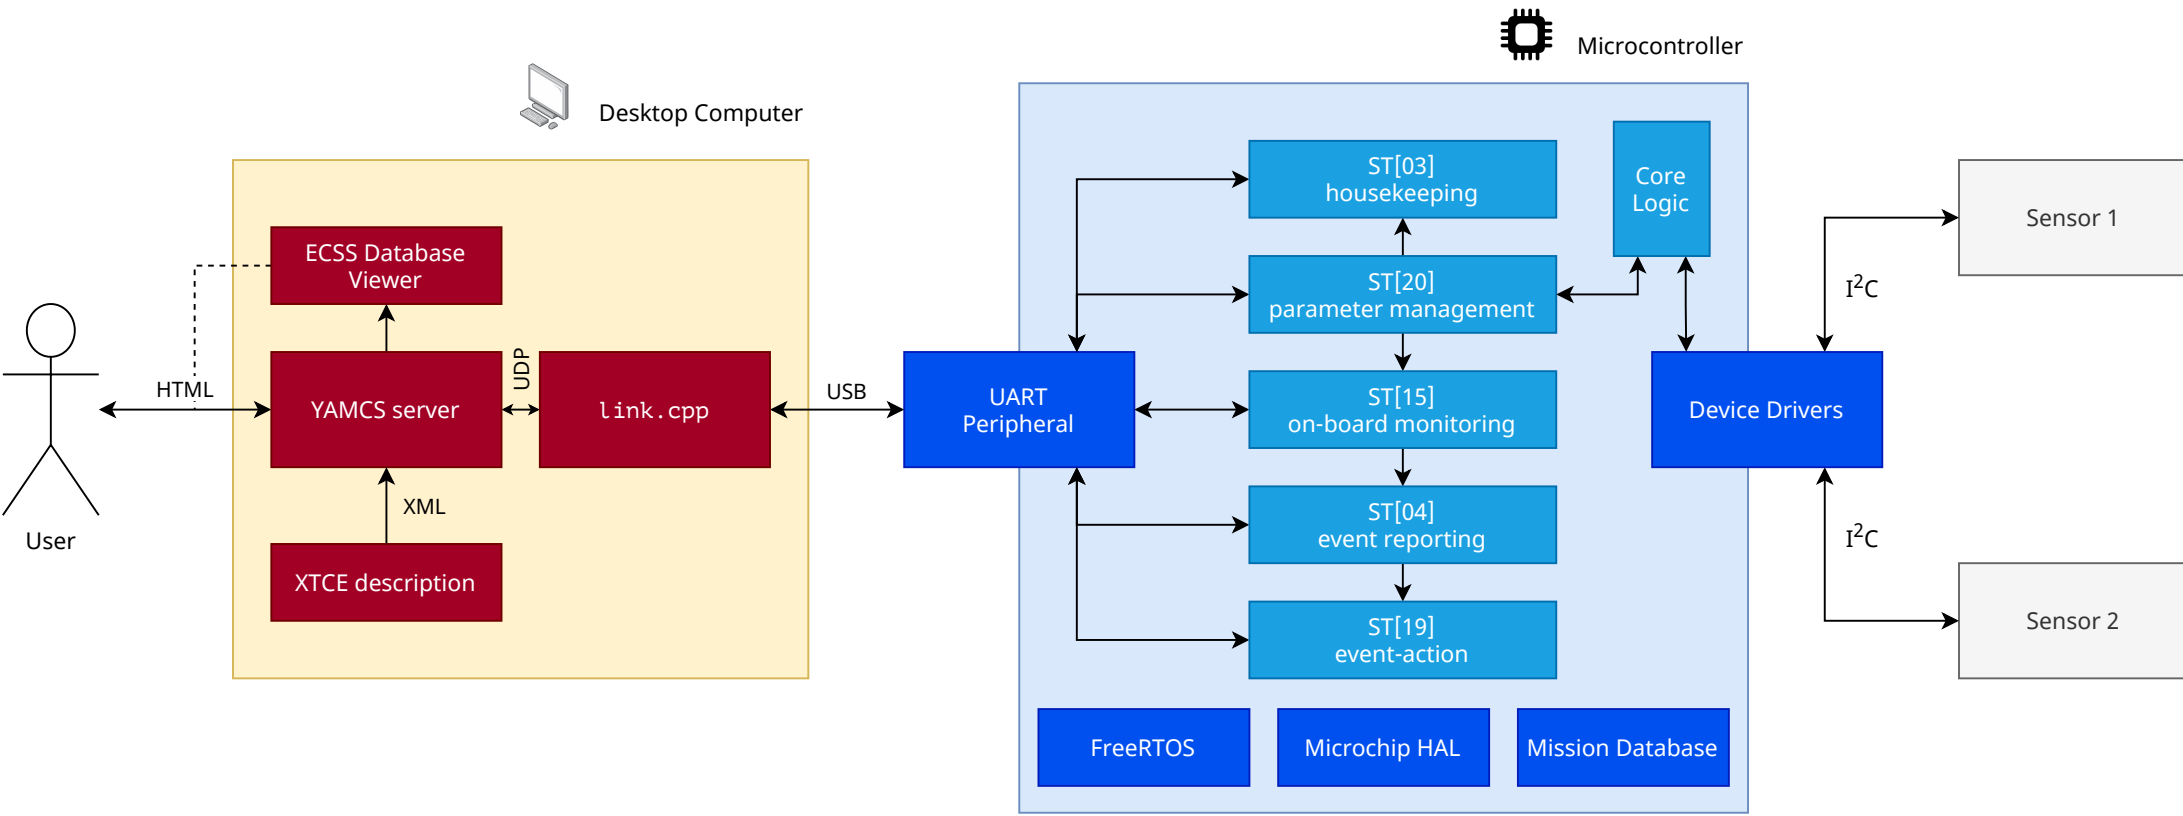 Microcontroller
Desktop Computer
ST[03]
housekeeping
Core
Logic
Sensor 1
ECSS Database
Viewer
ST[20]
parameter management
I²C
HTML
UDP
YAMCS server
link.cpp
USB
UART
Peripheral
ST[15]
on-board monitoring
Device Drivers
User
XML
XTCE description
ST[04]
event reporting
I²C
ST[19]
event-action
Sensor 2
FreeRTOS
Microchip HAL
Mission Database